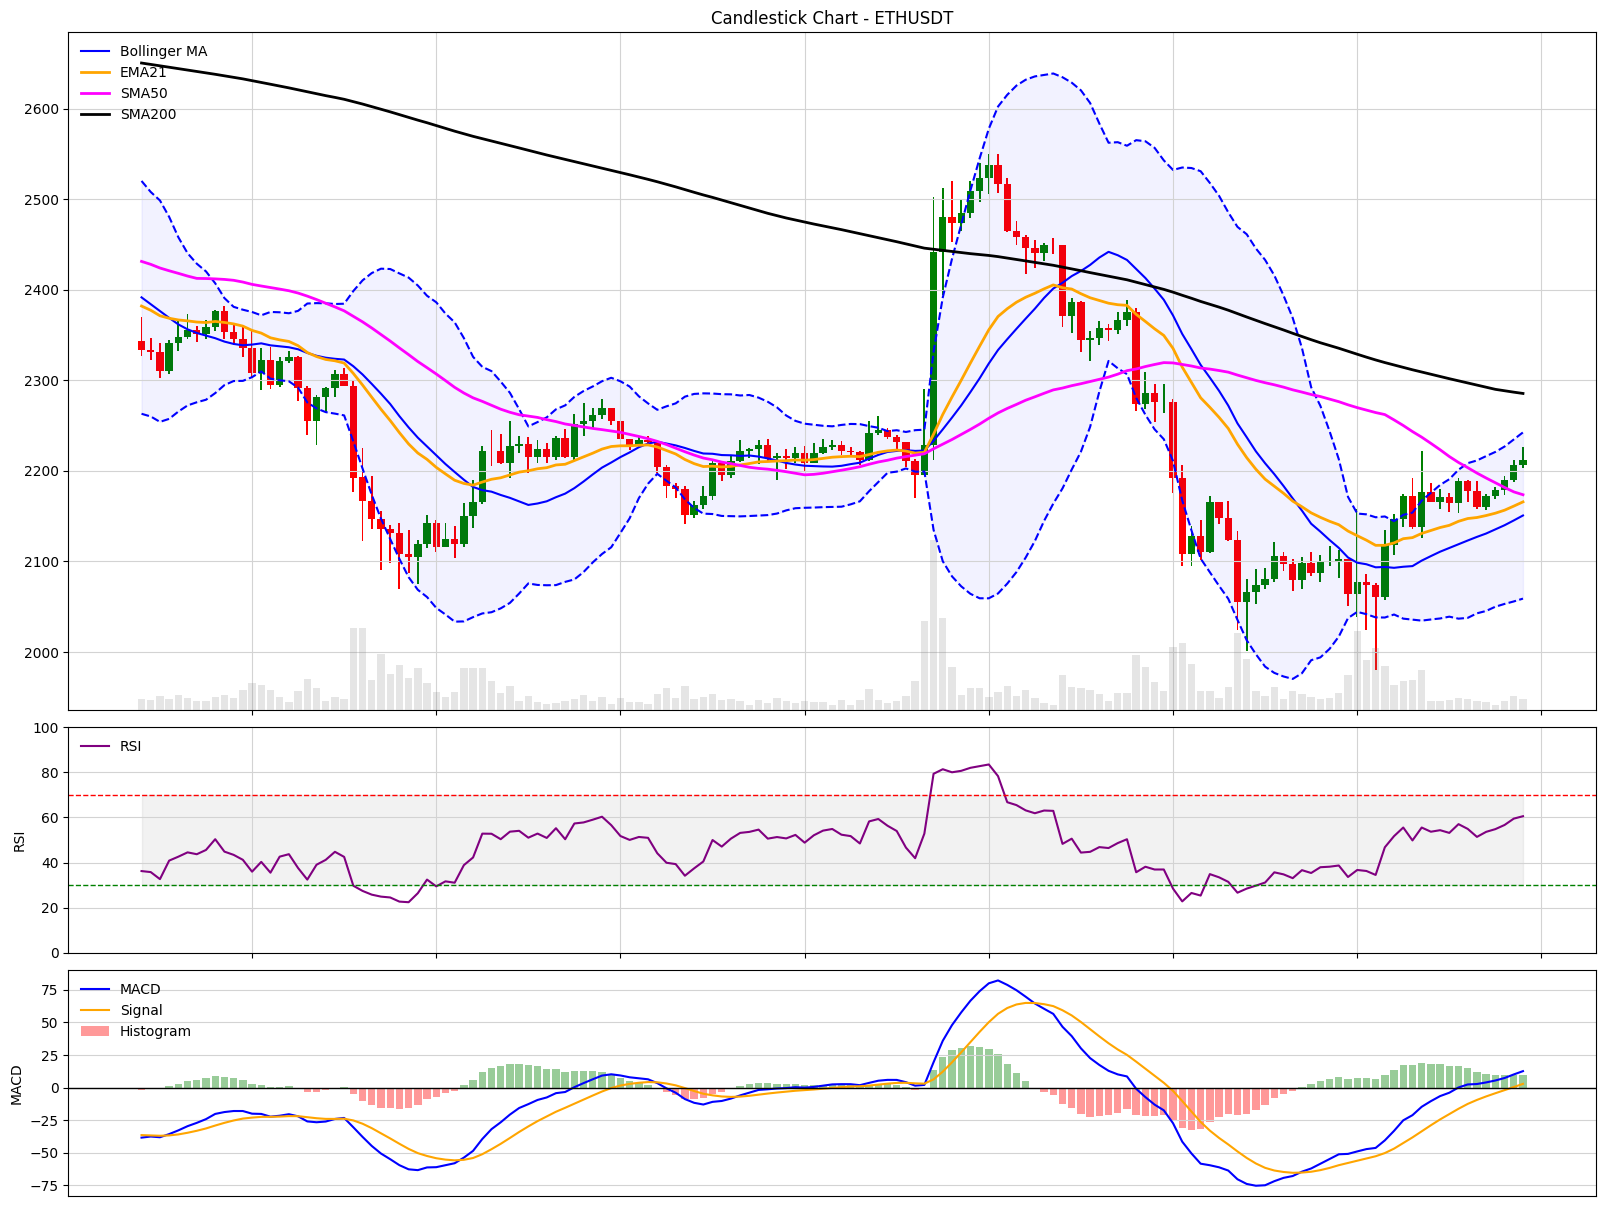 Candlestick Chart - ETHUSDT
Bollinger MA
EMA21
SMA50
SMA200
2600
2500
2400
2300
2200
2100
2000
100
80
60
40
20
0
RSI
RSI
75
50
25
0
−25
−50
−75
MACD
MACD
Signal
Histogram